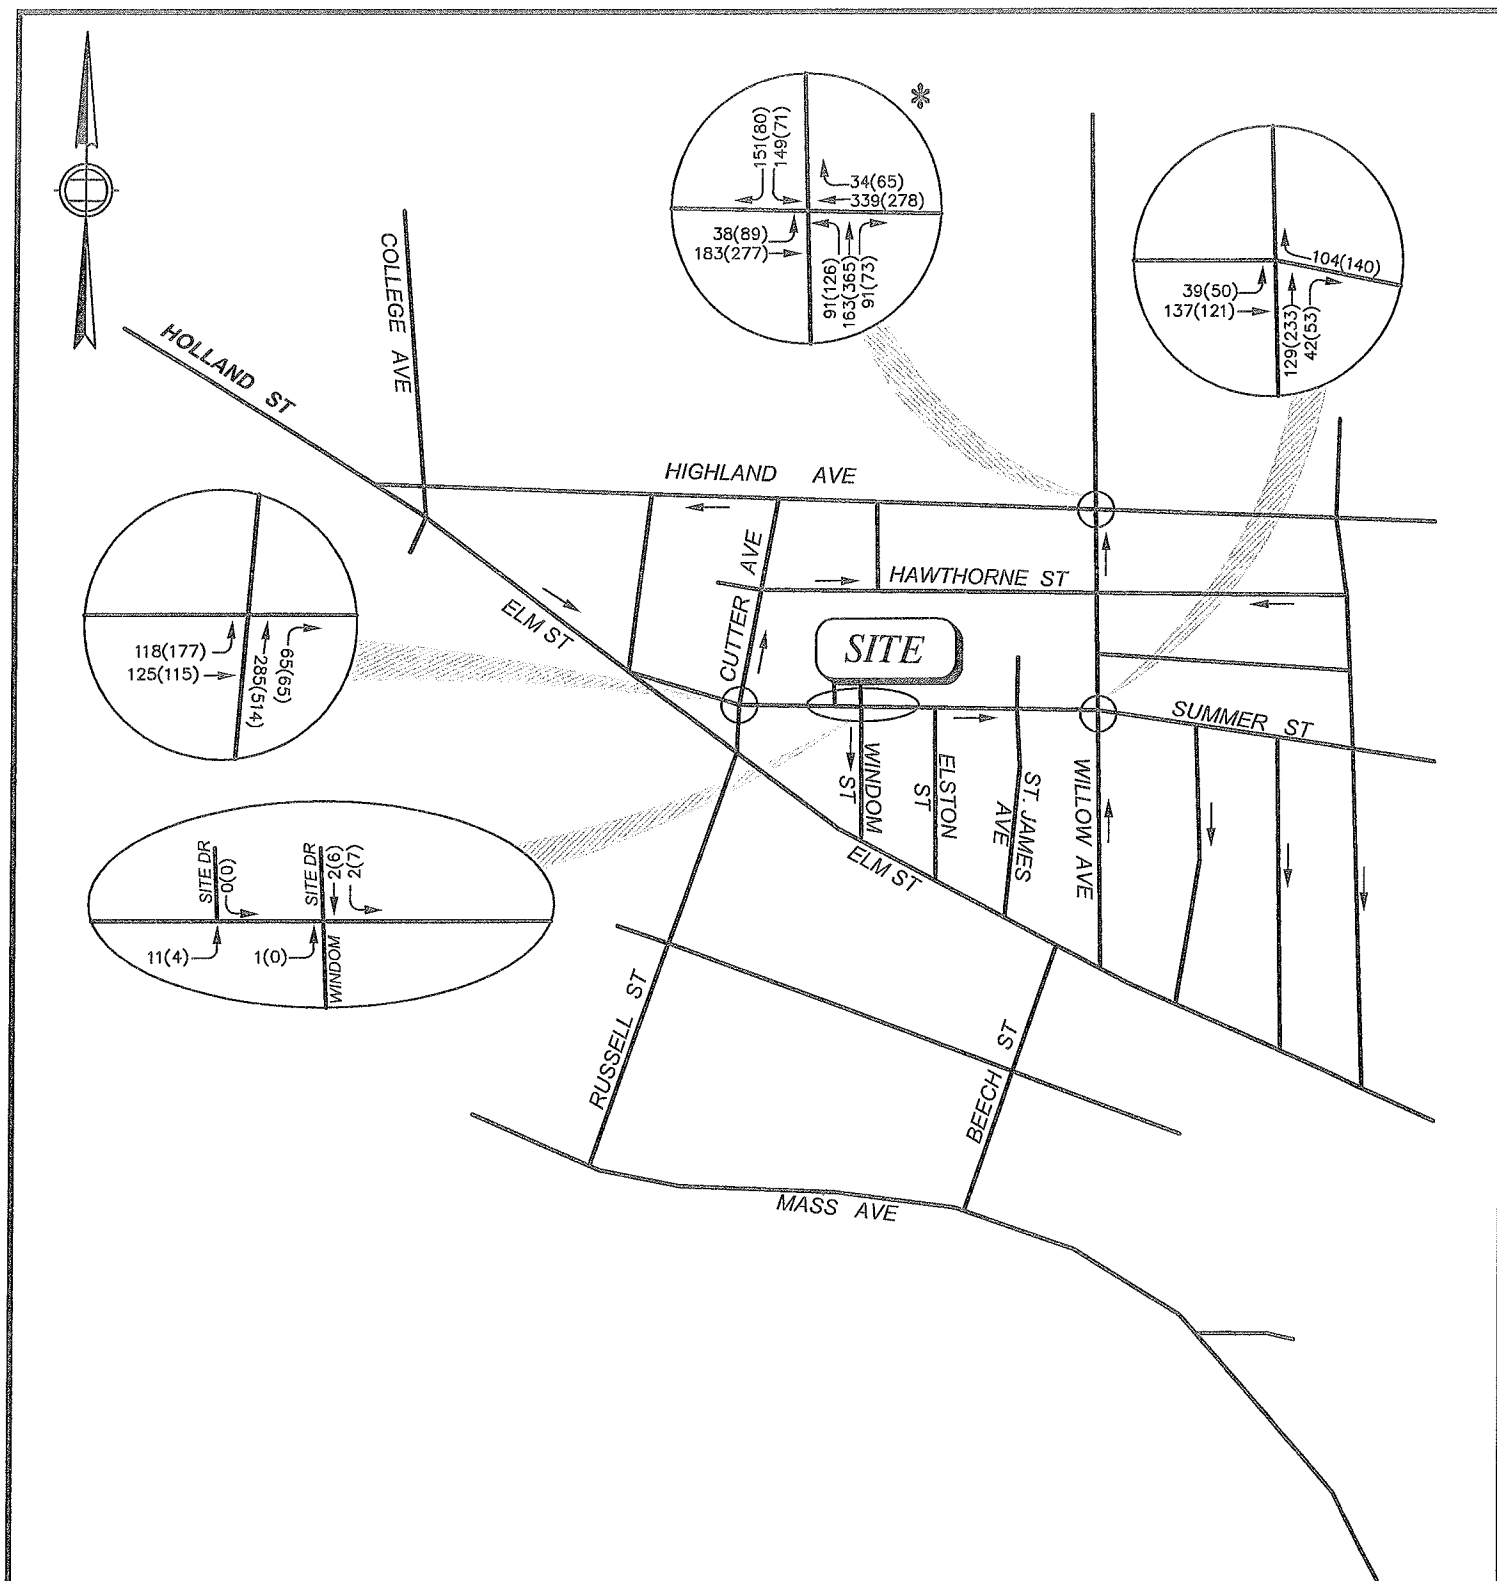 *
151(80)
149(71)
34(65)
339(278)
38(89)
183(277)
91(126)
163(365)
91(73)
104(140)
39(50)
137(121)
129(233)
42(53)
COLLEGE AVE
HOLLAND ST
HIGHLAND AVE
118(177)
125(115)
285(514)
65(65)
ELM ST
CUTTER AVE
HAWTHORNE ST
SITE
SUMMER ST
WINDOM ST
ELSTON ST
ST. JAMES AVE
WILLOW AVE
ELM ST
SITE DR
0(0)
SITE DR
2(6)
2(7)
11(4)
1(0)
WINDOM
RUSSELL ST
BEECH ST
MASS AVE